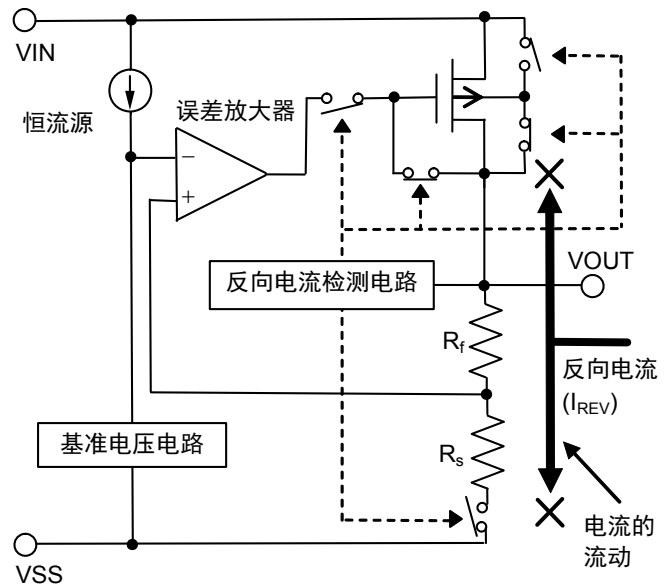 VIN
恒流源
误差放大器
−
+
VOUT
反向电流检测电路
Rf
反向电流
(IREV)
基准电压电路
Rs
电流的
流动
VSS